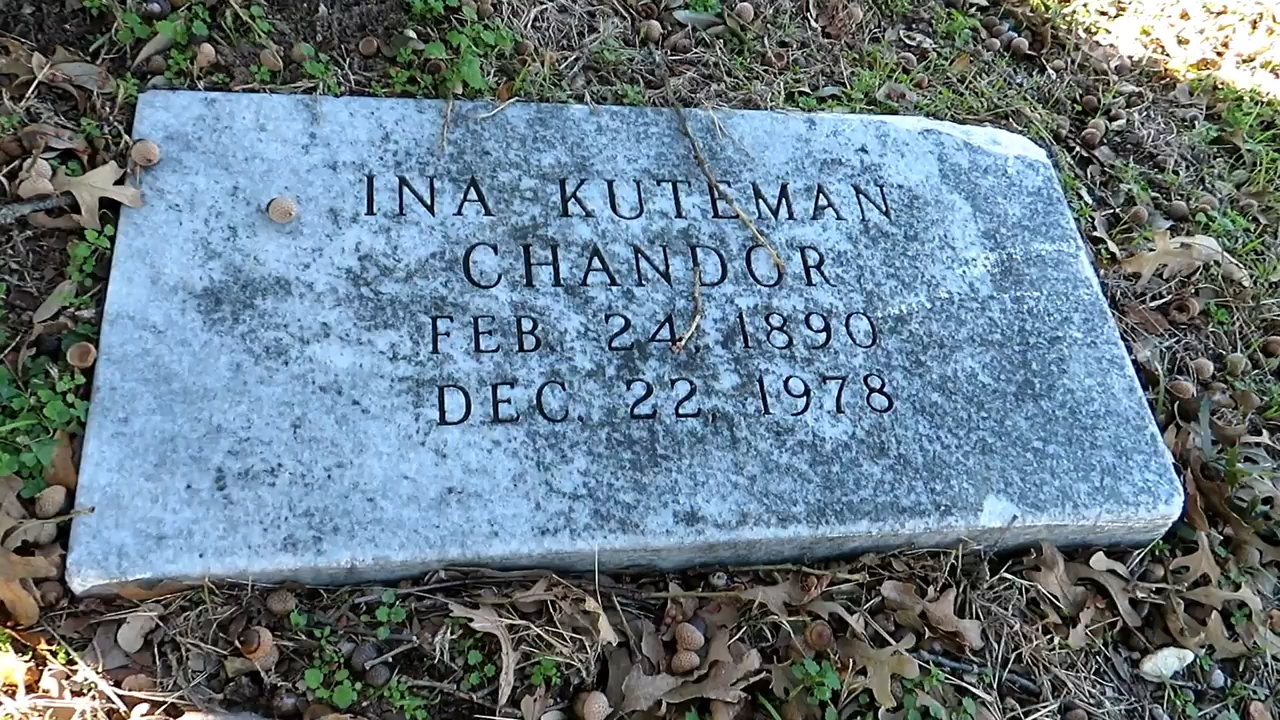 INA KUTEMAN
CHANDOR
FEB. 24, 1890
DEC. 22, 1978